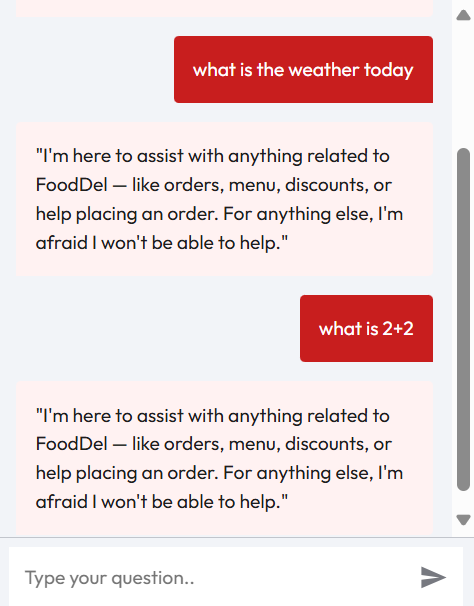 what is the weather today
"I'm here to assist with anything related to
FoodDel — like orders, menu, discounts, or
help placing an order. For anything else, I'm
afraid I won't be able to help."
what is 2+2
"I'm here to assist with anything related to
FoodDel — like orders, menu, discounts, or
help placing an order. For anything else, I'm
afraid I won't be able to help."
Type your question..